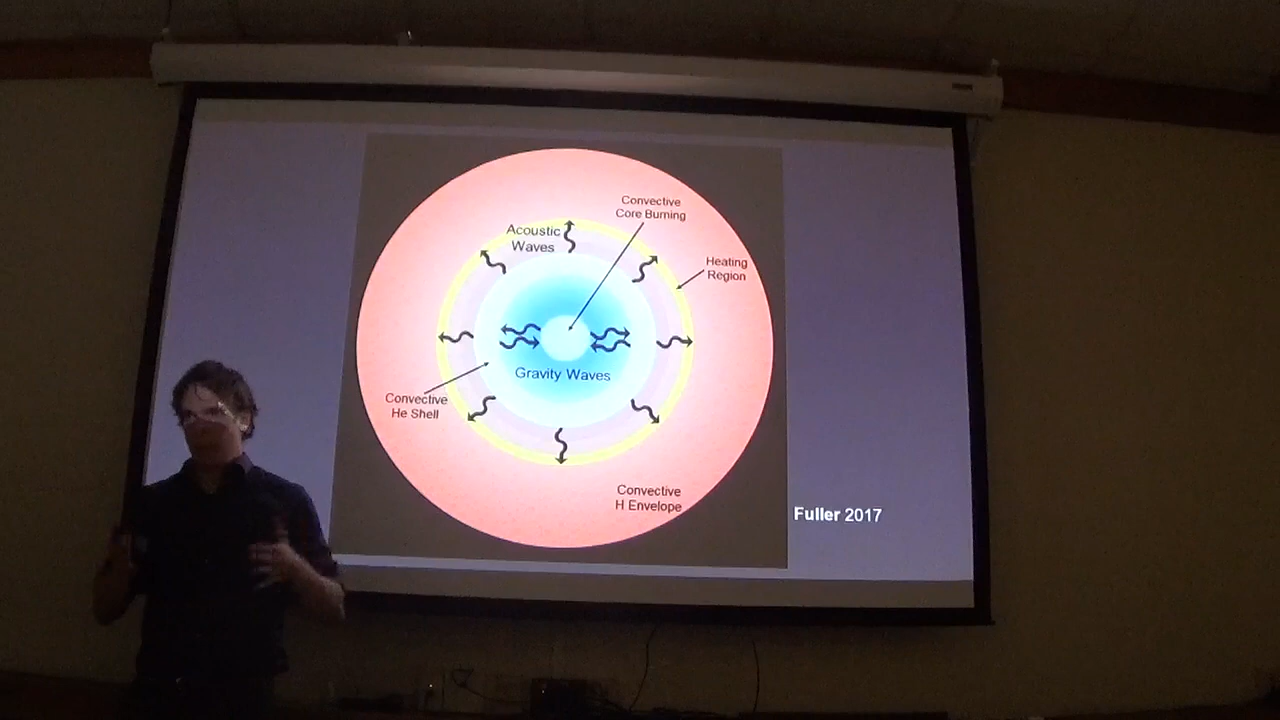 Convective
Core Burning
Acoustic
Waves
Heating
Region
Gravity Waves
Convective
He Shell
Convective
H Envelope
Fuller 2017